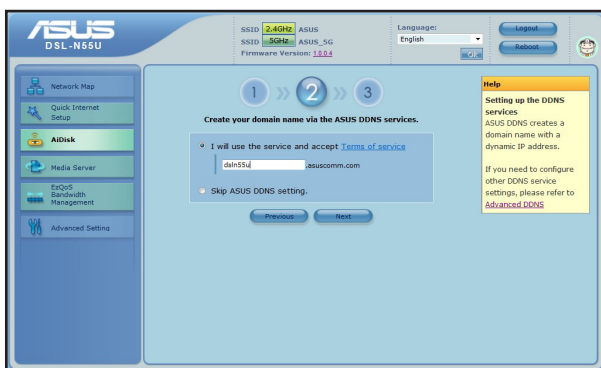 ASUS
DSL-N55U
SSID 2.4GHz ASUS
SSID 5GHz ASUS_5G
Firmware Version: 1.0.0.4
Language:
English
Logout
Reboot
Network Map
Quick Internet
Setup
AiDisk
Media Server
EzQoS
Bandwidth
Management
Advanced Setting
1 » 2 » 3
Create your domain name via the ASUS DDNS services.
I will use the service and accept Terms of service
dsln55u .asuscomm.com
Skip ASUS DDNS setting.
Previous Next
Help
Setting up the DDNS
services
ASUS DDNS creates a
domain name with a
dynamic IP address.
If you need to configure
other DDNS service
settings, please refer to
Advanced DDNS